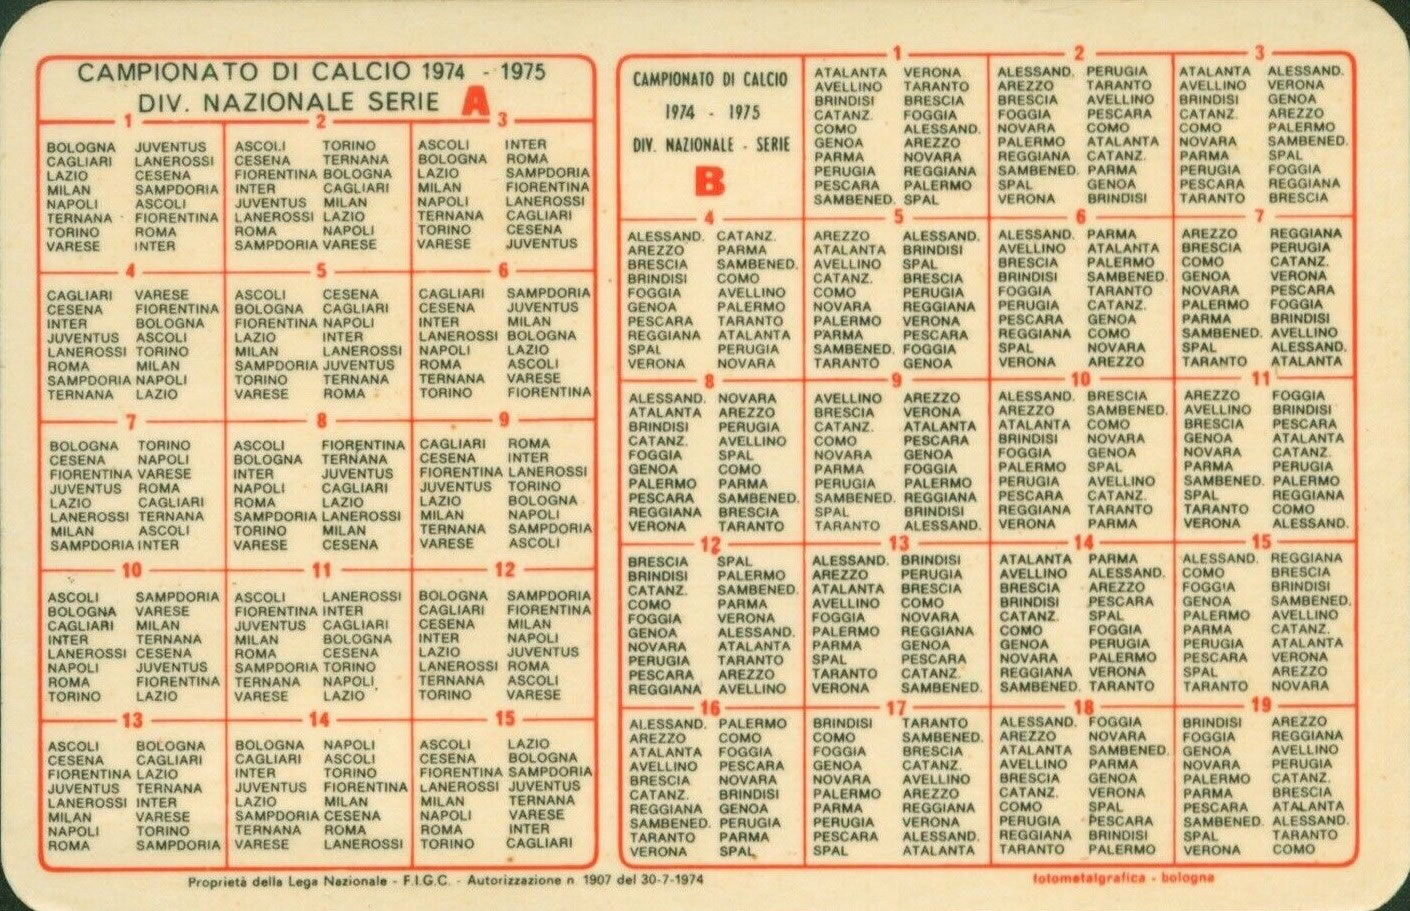 CAMPIONATO DI CALCIO 1974 - 1975
DIV. NAZIONALE SERIE A
1
BOLOGNA JUVENTUS
CAGLIARI LANEROSSI
LAZIO CESENA
MILAN SAMPDORIA
NAPOLI ASCOLI
TERNANA FIORENTINA
TORINO ROMA
VARESE INTER
2
ASCOLI TORINO
CESENA TERNANA
FIORENTINA BOLOGNA
INTER CAGLIARI
JUVENTUS MILAN
LANEROSSI LAZIO
ROMA NAPOLI
SAMPDORIA VARESE
3
ASCOLI INTER
BOLOGNA ROMA
LAZIO SAMPDORIA
MILAN FIORENTINA
NAPOLI LANEROSSI
TERNANA CAGLIARI
TORINO CESENA
VARESE JUVENTUS
4
CAGLIARI VARESE
CESENA FIORENTINA
INTER BOLOGNA
JUVENTUS ASCOLI
LANEROSSI TORINO
ROMA MILAN
SAMPDORIA NAPOLI
TERNANA LAZIO
5
ASCOLI CESENA
BOLOGNA CAGLIARI
FIORENTINA NAPOLI
LAZIO INTER
MILAN LANEROSSI
SAMPDORIA JUVENTUS
TORINO TERNANA
VARESE ROMA
6
CAGLIARI SAMPDORIA
CESENA JUVENTUS
INTER MILAN
LANEROSSI BOLOGNA
NAPOLI LAZIO
ROMA ASCOLI
TERNANA VARESE
TORINO FIORENTINA
7
BOLOGNA TORINO
CESENA NAPOLI
FIORENTINA VARESE
JUVENTUS ROMA
LAZIO CAGLIARI
LANEROSSI TERNANA
MILAN ASCOLI
SAMPDORIA INTER
8
ASCOLI FIORENTINA
BOLOGNA TERNANA
INTER JUVENTUS
NAPOLI CAGLIARI
ROMA LAZIO
SAMPDORIA LANEROSSI
TORINO MILAN
VARESE CESENA
9
CAGLIARI ROMA
CESENA INTER
FIORENTINA LANEROSSI
JUVENTUS TORINO
LAZIO BOLOGNA
MILAN NAPOLI
TERNANA SAMPDORIA
VARESE ASCOLI
10
ASCOLI SAMPDORIA
BOLOGNA VARESE
CAGLIARI MILAN
INTER TERNANA
LANEROSSI CESENA
NAPOLI JUVENTUS
ROMA FIORENTINA
TORINO LAZIO
11
ASCOLI LANEROSSI
FIORENTINA INTER
JUVENTUS CAGLIARI
MILAN BOLOGNA
ROMA CESENA
SAMPDORIA TORINO
TERNANA NAPOLI
VARESE LAZIO
12
BOLOGNA SAMPDORIA
CAGLIARI FIORENTINA
CESENA MILAN
INTER NAPOLI
LAZIO JUVENTUS
LANEROSSI ROMA
TERNANA ASCOLI
TORINO VARESE
13
ASCOLI BOLOGNA
CESENA CAGLIARI
FIORENTINA LAZIO
JUVENTUS TERNANA
LANEROSSI INTER
MILAN VARESE
NAPOLI TORINO
ROMA SAMPDORIA
14
BOLOGNA NAPOLI
CAGLIARI ASCOLI
INTER TORINO
JUVENTUS FIORENTINA
LAZIO MILAN
SAMPDORIA CESENA
TERNANA ROMA
VARESE LANEROSSI
15
ASCOLI LAZIO
CESENA BOLOGNA
FIORENTINA SAMPDORIA
LANEROSSI JUVENTUS
MILAN TERNANA
NAPOLI VARESE
ROMA INTER
TORINO CAGLIARI
CAMPIONATO DI CALCIO
1974 - 1975
DIV. NAZIONALE - SERIE
B
1
ATALANTA VERONA
AVELLINO TARANTO
BRINDISI BRESCIA
CATANZ. FOGGIA
COMO ALESSAND.
GENOA AREZZO
PARMA NOVARA
PERUGIA REGGIANA
PESCARA PALERMO
SAMBENED. SPAL
2
ALESSAND. PERUGIA
AREZZO TARANTO
BRESCIA AVELLINO
FOGGIA PESCARA
NOVARA COMO
PALERMO ATALANTA
REGGIANA CATANZ.
SAMBENED. PARMA
SPAL GENOA
VERONA BRINDISI
3
ATALANTA ALESSAND.
AVELLINO VERONA
BRINDISI GENOA
CATANZ. AREZZO
COMO PALERMO
NOVARA SAMBENED.
PARMA SPAL
PERUGIA FOGGIA
PESCARA REGGIANA
TARANTO BRESCIA
4
ALESSAND. CATANZ.
AREZZO PARMA
BRESCIA SAMBENED.
BRINDISI COMO
FOGGIA AVELLINO
GENOA PALERMO
PESCARA TARANTO
REGGIANA ATALANTA
SPAL PERUGIA
VERONA NOVARA
5
AREZZO ALESSAND.
ATALANTA BRINDISI
AVELLINO SPAL
CATANZ. BRESCIA
COMO PERUGIA
NOVARA REGGIANA
PALERMO VERONA
PARMA PESCARA
SAMBENED. FOGGIA
TARANTO GENOA
6
ALESSAND. PARMA
AVELLINO ATALANTA
BRESCIA PALERMO
BRINDISI SAMBENED.
FOGGIA TARANTO
PERUGIA CATANZ.
PESCARA GENOA
REGGIANA COMO
SPAL NOVARA
VERONA AREZZO
7
AREZZO REGGIANA
BRESCIA PERUGIA
COMO CATANZ.
GENOA VERONA
NOVARA PESCARA
PALERMO FOGGIA
PARMA BRINDISI
SAMBENED. AVELLINO
SPAL ALESSAND.
TARANTO ATALANTA
8
ALESSAND. NOVARA
ATALANTA AREZZO
BRINDISI PERUGIA
CATANZ. AVELLINO
FOGGIA SPAL
GENOA COMO
PALERMO PARMA
PESCARA SAMBENED.
REGGIANA BRESCIA
VERONA TARANTO
9
AVELLINO AREZZO
BRESCIA VERONA
CATANZ. ATALANTA
COMO PESCARA
NOVARA GENOA
PARMA FOGGIA
PERUGIA PALERMO
SAMBENED. REGGIANA
SPAL BRINDISI
TARANTO ALESSAND.
10
ALESSAND. BRESCIA
AREZZO SAMBENED.
ATALANTA COMO
BRINDISI NOVARA
FOGGIA GENOA
PALERMO SPAL
PERUGIA AVELLINO
PESCARA CATANZ.
REGGIANA TARANTO
VERONA PARMA
11
AREZZO FOGGIA
AVELLINO BRINDISI
BRESCIA PESCARA
GENOA ATALANTA
NOVARA CATANZ.
PARMA PERUGIA
SAMBENED. PALERMO
SPAL REGGIANA
TARANTO COMO
VERONA ALESSAND.
12
BRESCIA SPAL
BRINDISI PALERMO
CATANZ. SAMBENED.
COMO PARMA
FOGGIA VERONA
GENOA ALESSAND.
NOVARA ATALANTA
PERUGIA TARANTO
PESCARA AREZZO
REGGIANA AVELLINO
13
ALESSAND. BRINDISI
AREZZO PERUGIA
ATALANTA BRESCIA
AVELLINO COMO
FOGGIA NOVARA
PALERMO REGGIANA
PARMA GENOA
SPAL PESCARA
TARANTO CATANZ.
VERONA SAMBENED.
14
ATALANTA PARMA
AVELLINO ALESSAND.
BRESCIA AREZZO
BRINDISI PESCARA
CATANZ. SPAL
COMO FOGGIA
GENOA PERUGIA
NOVARA PALERMO
REGGIANA VERONA
SAMBENED. TARANTO
15
ALESSAND. REGGIANA
COMO BRESCIA
FOGGIA BRINDISI
GENOA SAMBENED.
PALERMO AVELLINO
PARMA CATANZ.
PERUGIA ATALANTA
PESCARA VERONA
SPAL AREZZO
TARANTO NOVARA
16
ALESSAND. PALERMO
AREZZO COMO
ATALANTA FOGGIA
AVELLINO PESCARA
BRESCIA NOVARA
CATANZ. BRINDISI
REGGIANA GENOA
SAMBENED. PERUGIA
TARANTO PARMA
VERONA SPAL
17
BRINDISI TARANTO
COMO SAMBENED.
FOGGIA BRESCIA
GENOA CATANZ.
NOVARA AVELLINO
PALERMO AREZZO
PARMA REGGIANA
PERUGIA VERONA
PESCARA ALESSAND.
SPAL ATALANTA
18
ALESSAND. FOGGIA
AREZZO NOVARA
ATALANTA SAMBENED.
AVELLINO PARMA
BRESCIA GENOA
CATANZ. VERONA
COMO SPAL
PERUGIA PESCARA
REGGIANA BRINDISI
TARANTO PALERMO
19
BRINDISI AREZZO
FOGGIA REGGIANA
GENOA AVELLINO
NOVARA PERUGIA
PALERMO CATANZ.
PARMA BRESCIA
PESCARA ATALANTA
SAMBENED. ALESSAND.
SPAL TARANTO
VERONA COMO
Proprietà della Lega Nazionale - F.I.G.C. - Autorizzazione n. 1907 del 30-7-1974
fotometalgrafica - bologna